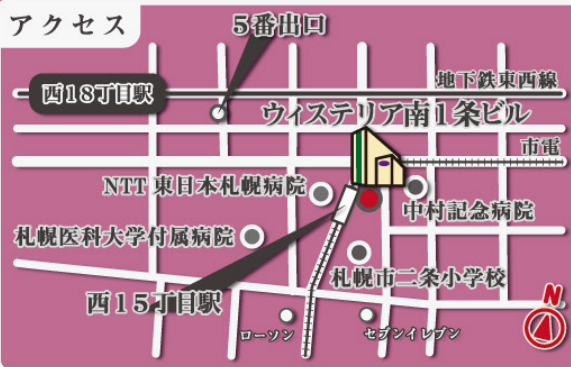 アクセス
5番出口
地下鉄東西線
西18丁目駅
ウィステリア南1条ビル
市電
NTT東日本札幌病院
中村記念病院
札幌医科大学付属病院
札幌市二条小学校
西15丁目駅
ローソン
セブンイレブン
N